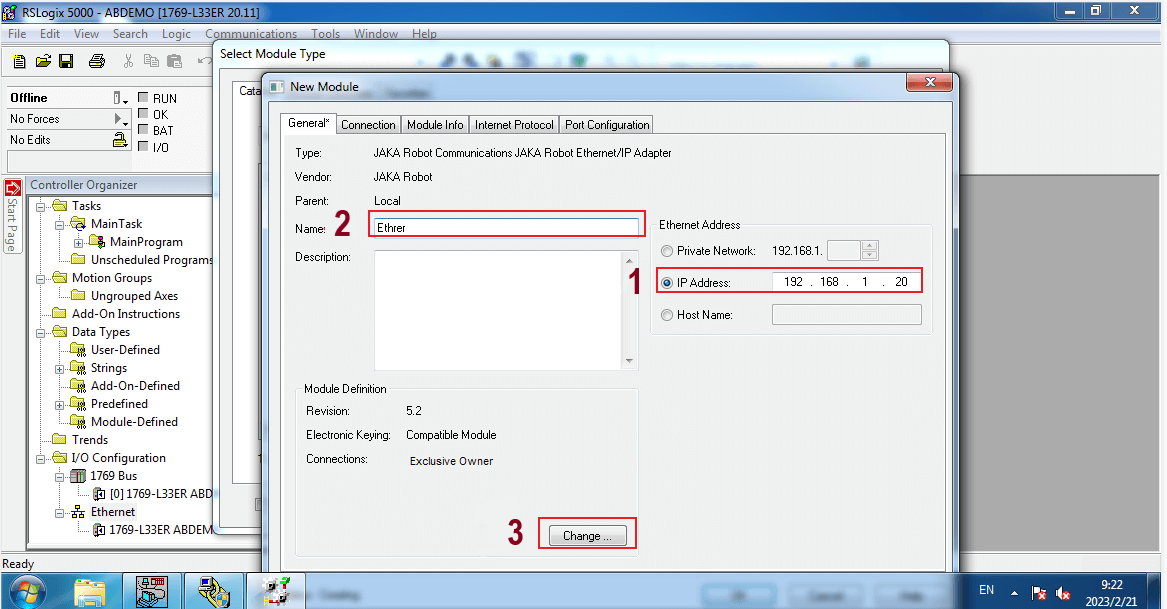 RSLogix 5000 - ABDEMO [1769-L33ER 20.11]
File Edit View Search Logic Communications Tools Window Help
Select Module Type
Offline
RUN
No Forces
OK
No Edits
BAT
I/O
Cata
New Module
General*
Connection
Module Info
Internet Protocol
Port Configuration
Type: JAKA Robot Communications JAKA Robot Ethernet/IP Adapter
Vendor: JAKA Robot
Parent: Local
Name: 2 Ethrer
Description:
Ethernet Address
Private Network: 192.168.1.
1
IP Address: 192 . 168 . 1 . 20
Host Name:
Module Definition
Revision: 5.2
Electronic Keying: Compatible Module
Connections: Exclusive Owner
3 Change ...
Start Page
Controller Organizer
Tasks
MainTask
MainProgram
Unscheduled Programs
Motion Groups
Ungrouped Axes
Add-On Instructions
Data Types
User-Defined
Strings
Add-On-Defined
Predefined
Module-Defined
Trends
I/O Configuration
1769 Bus
[0] 1769-L33ER ABD
Ethernet
1769-L33ER ABDEM
Ready
EN
9:22
2023/2/21